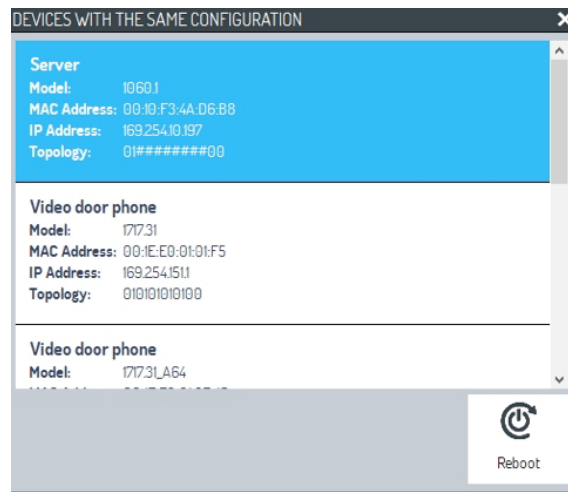 DEVICES WITH THE SAME CONFIGURATION
Server
Model: 1060.1
MAC Address: 00:10:F3:4A:D6:B8
IP Address: 169.254.10.197
Topology: 01########00
Video door phone
Model: 1717.31
MAC Address: 00:1E:E0:01:01:F5
IP Address: 169.254.151.1
Topology: 010101010100
Video door phone
Model: 1717.31_A64
Reboot